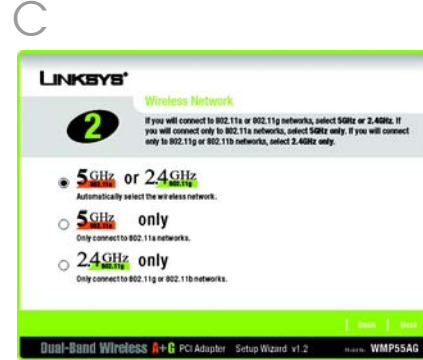 C
LINKSYS®
Wireless Network
2
If you will connect to 802.11a or 802.11g networks, select 5GHz or 2.4GHz. If
you will connect only to 802.11a networks, select 5GHz only. If you will connect
only to 802.11g or 802.11b networks, select 2.4GHz only.
5GHz 802.11a or 2.4GHz 802.11g
Automatically select the wireless network.
5GHz 802.11a only
Only connect to 802.11a networks.
2.4GHz 802.11g only
Only connect to 802.11g or 802.11b networks.
Back | Next
Dual-Band Wireless A+G PCI Adapter Setup Wizard v1.2 Model No. WMP55AG